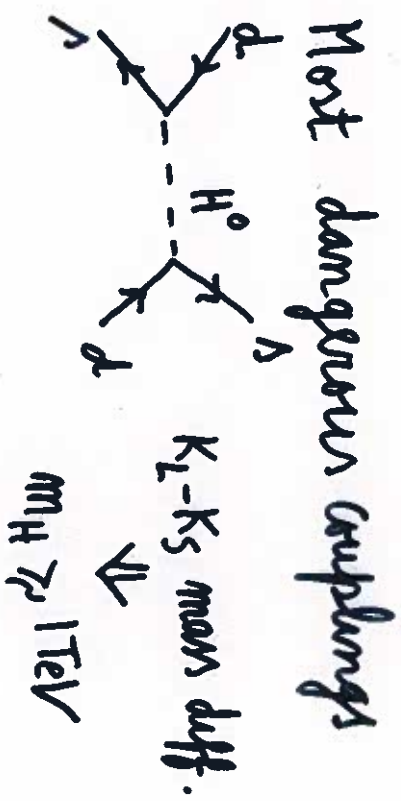 Most dangerous couplings
d
s
H⁰
s
d
K_L-K_S mass diff.
⇓
m_H ≳ 1 TeV